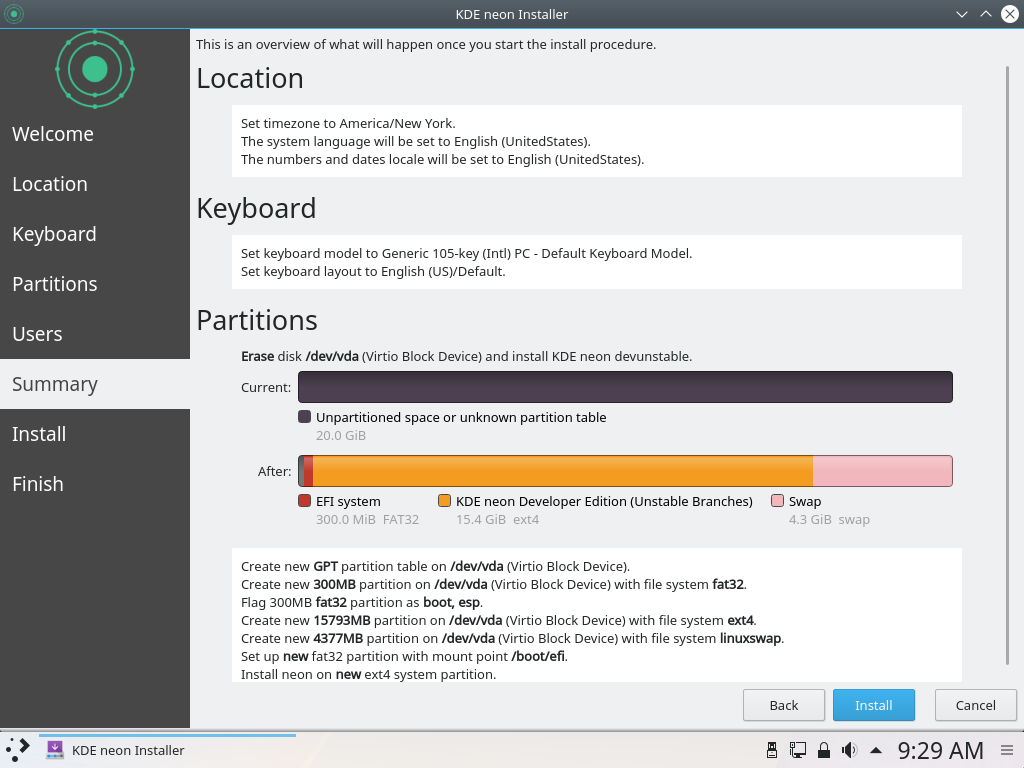 KDE neon Installer
This is an overview of what will happen once you start the install procedure.
Welcome
Location
Keyboard
Partitions
Users
Summary
Install
Finish
Location
Set timezone to America/New York.
The system language will be set to English (UnitedStates).
The numbers and dates locale will be set to English (UnitedStates).
Keyboard
Set keyboard model to Generic 105-key (Intl) PC - Default Keyboard Model.
Set keyboard layout to English (US)/Default.
Partitions
Erase disk /dev/vda (Virtio Block Device) and install KDE neon devunstable.
Current:
Unpartitioned space or unknown partition table
20.0 GiB
After:
EFI system KDE neon Developer Edition (Unstable Branches) Swap
300.0 MiB FAT32 15.4 GiB ext4 4.3 GiB swap
Create new GPT partition table on /dev/vda (Virtio Block Device).
Create new 300MB partition on /dev/vda (Virtio Block Device) with file system fat32.
Flag 300MB fat32 partition as boot, esp.
Create new 15793MB partition on /dev/vda (Virtio Block Device) with file system ext4.
Create new 4377MB partition on /dev/vda (Virtio Block Device) with file system linuxswap.
Set up new fat32 partition with mount point /boot/efi.
Install neon on new ext4 system partition.
Back Install Cancel
KDE neon Installer 9:29 AM